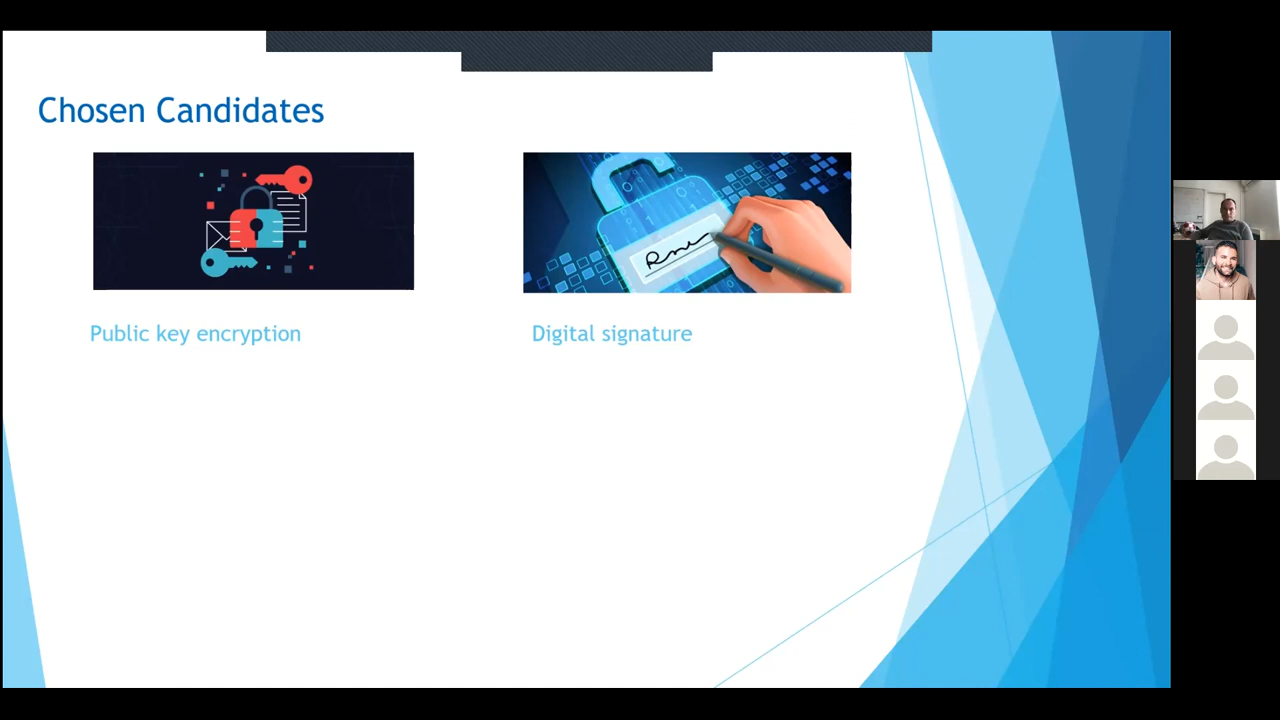 Chosen Candidates
Public key encryption
Digital signature